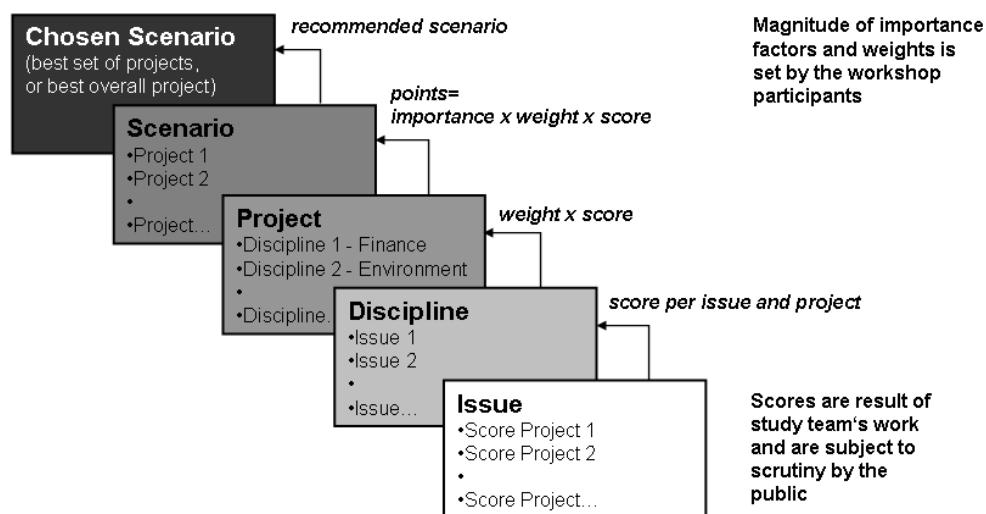 Chosen Scenario
(best set of projects,
or best overall project)
recommended scenario
Magnitude of importance
factors and weights is
set by the workshop
participants
points=
importance x weight x score
Scenario
•Project 1
•Project 2
•
•Project...
weight x score
Project
•Discipline 1 - Finance
•Discipline 2 - Environment
•
•Discipline..
score per issue and project
Discipline
•Issue 1
•Issue 2
•
•Issue...
Issue
•Score Project 1
•Score Project 2
•
•Score Project...
Scores are result of
study team's work
and are subject to
scrutiny by the
public